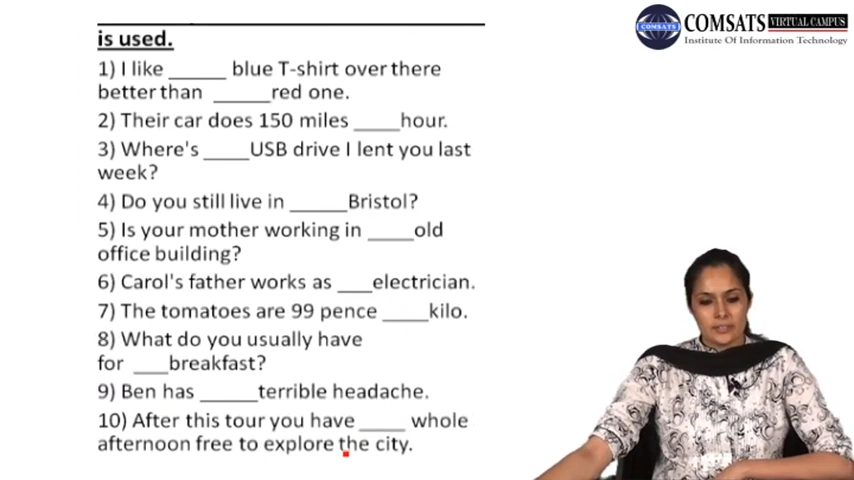 is used.
COMSATS VIRTUAL CAMPUS
Institute Of Information Technology
1) I like ______ blue T-shirt over there
better than ______red one.
2) Their car does 150 miles _____hour.
3) Where's _____USB drive I lent you last
week?
4) Do you still live in ______Bristol?
5) Is your mother working in _____old
office building?
6) Carol's father works as ____electrician.
7) The tomatoes are 99 pence _____kilo.
8) What do you usually have
for ____breakfast?
9) Ben has ______terrible headache.
10) After this tour you have _____ whole
afternoon free to explore the city.